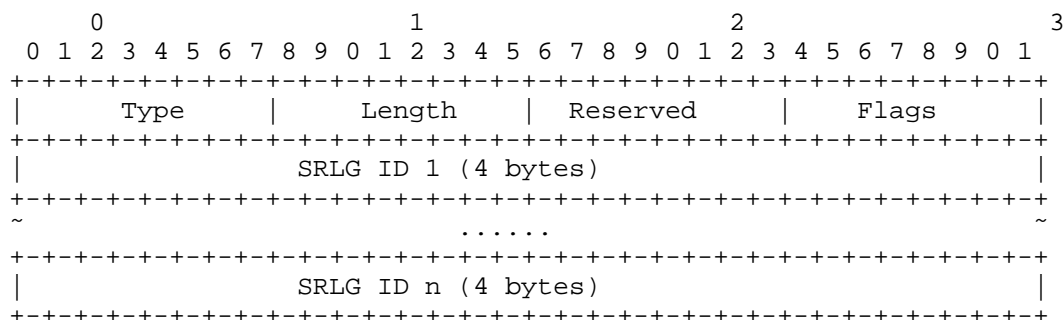 0                   1                   2                   3
0 1 2 3 4 5 6 7 8 9 0 1 2 3 4 5 6 7 8 9 0 1 2 3 4 5 6 7 8 9 0 1
+-+-+-+-+-+-+-+-+-+-+-+-+-+-+-+-+-+-+-+-+-+-+-+-+-+-+-+-+-+-+-+-+
|      Type     |     Length    |  Reserved     |    Flags      |
+-+-+-+-+-+-+-+-+-+-+-+-+-+-+-+-+-+-+-+-+-+-+-+-+-+-+-+-+-+-+-+-+
|                 SRLG ID 1 (4 bytes)                           |
+-+-+-+-+-+-+-+-+-+-+-+-+-+-+-+-+-+-+-+-+-+-+-+-+-+-+-+-+-+-+-+-+
~                           ......                              ~
+-+-+-+-+-+-+-+-+-+-+-+-+-+-+-+-+-+-+-+-+-+-+-+-+-+-+-+-+-+-+-+-+
|                 SRLG ID n (4 bytes)                           |
+-+-+-+-+-+-+-+-+-+-+-+-+-+-+-+-+-+-+-+-+-+-+-+-+-+-+-+-+-+-+-+-+